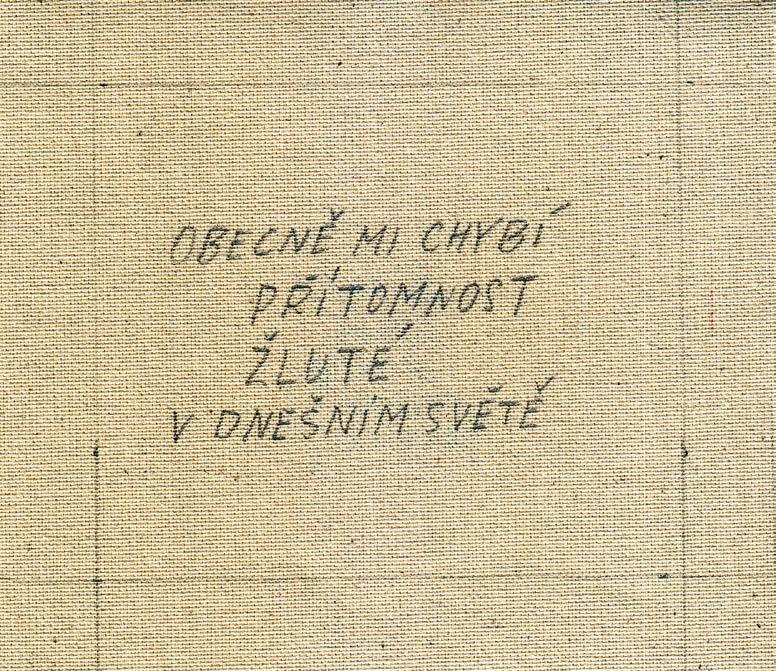 OBECNĚ MI CHYBÍ
PŘÍTOMNOST
ŽLUTÉ
V DNEŠNÍM SVĚTĚ